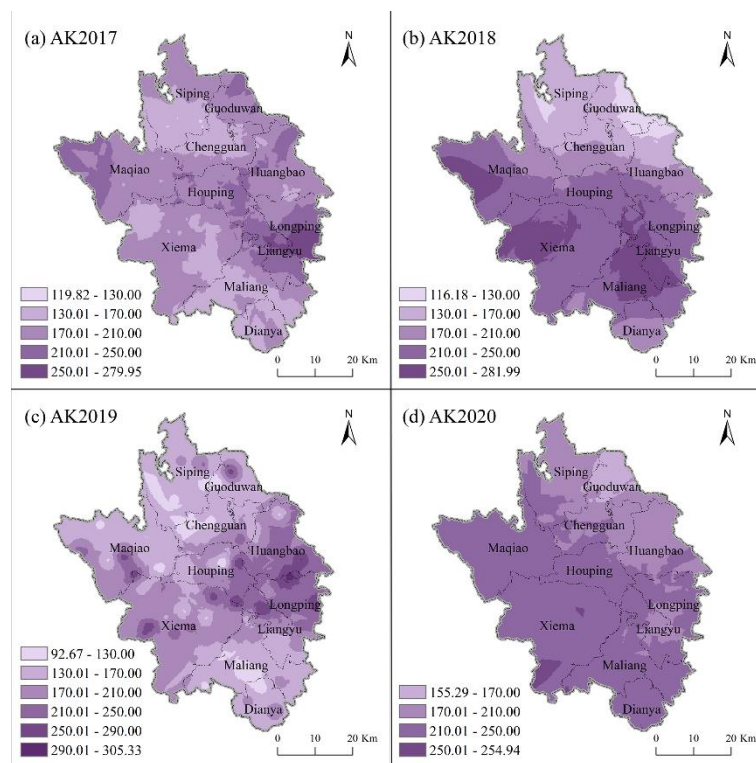 (a) AK2017
N
Siping
Guoduwan
Chengguan
Maqiao
Huangbao
Houping
Longping
Xiema
Liangyu
Maliang
Dianya
119.82 - 130.00
130.01 - 170.00
170.01 - 210.00
210.01 - 250.00
250.01 - 279.95
0 10 20 Km
(b) AK2018
N
Siping
Guoduwan
Chengguan
Maqiao
Huangbao
Houping
Longping
Xiema
Liangyu
Maliang
Dianya
116.18 - 130.00
130.01 - 170.00
170.01 - 210.00
210.01 - 250.00
250.01 - 281.99
0 10 20 Km
(c) AK2019
N
Siping
Guoduwan
Chengguan
Maqiao
Huangbao
Houping
Longping
Xiema
Liangyu
Maliang
Dianya
92.67 - 130.00
130.01 - 170.00
170.01 - 210.00
210.01 - 250.00
250.01 - 290.00
290.01 - 305.33
0 10 20 Km
(d) AK2020
N
Siping
Guoduwan
Chengguan
Maqiao
Huangbao
Houping
Longping
Xiema
Liangyu
Maliang
Dianya
155.29 - 170.00
170.01 - 210.00
210.01 - 250.00
250.01 - 254.94
0 10 20 Km